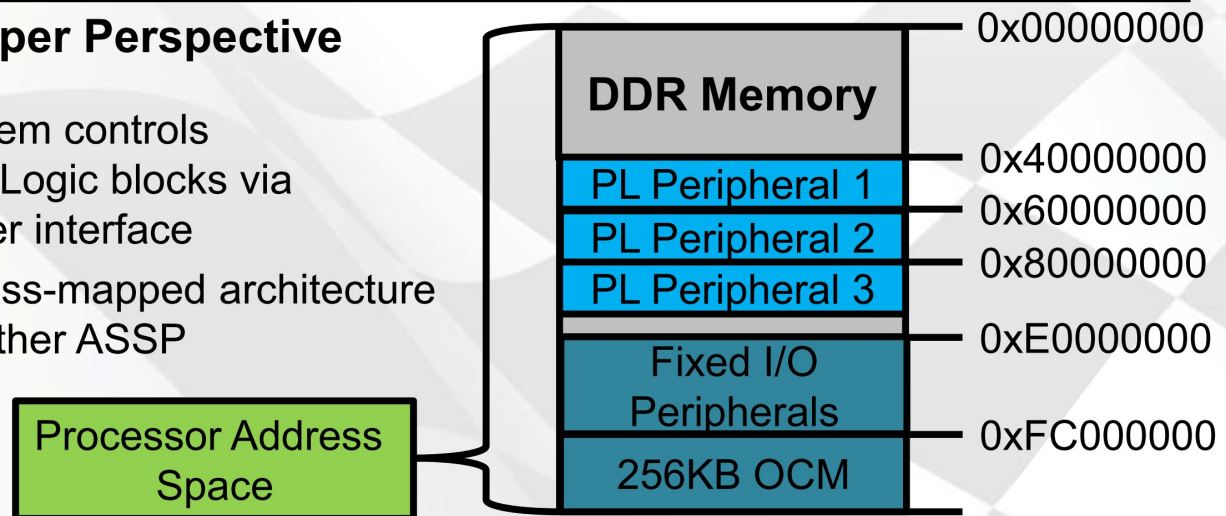 per Perspective
em controls
Logic blocks via
er interface
ss-mapped architecture
ther ASSP
Processor Address
Space
DDR Memory
PL Peripheral 1
PL Peripheral 2
PL Peripheral 3
Fixed I/O
Peripherals
256KB OCM
0x00000000
0x40000000
0x60000000
0x80000000
0xE0000000
0xFC000000